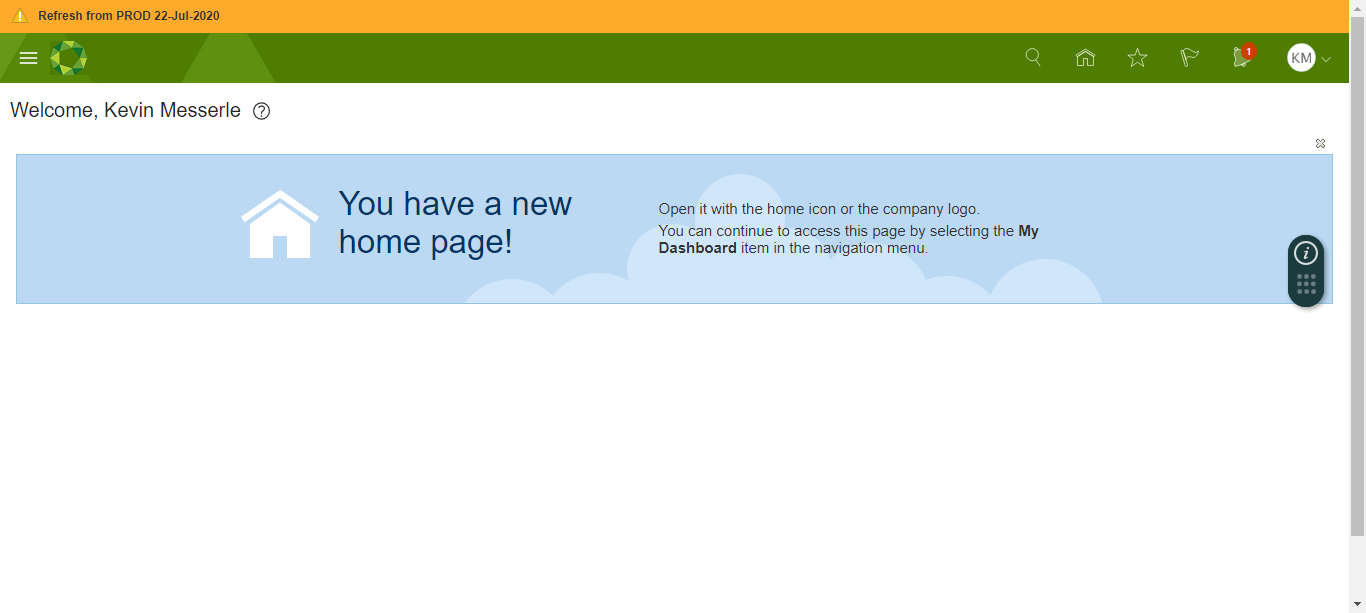 Refresh from PROD 22-Jul-2020
1
KM
Welcome, Kevin Messerle ?
You have a new
home page!
Open it with the home icon or the company logo.
You can continue to access this page by selecting the My
Dashboard item in the navigation menu.
i